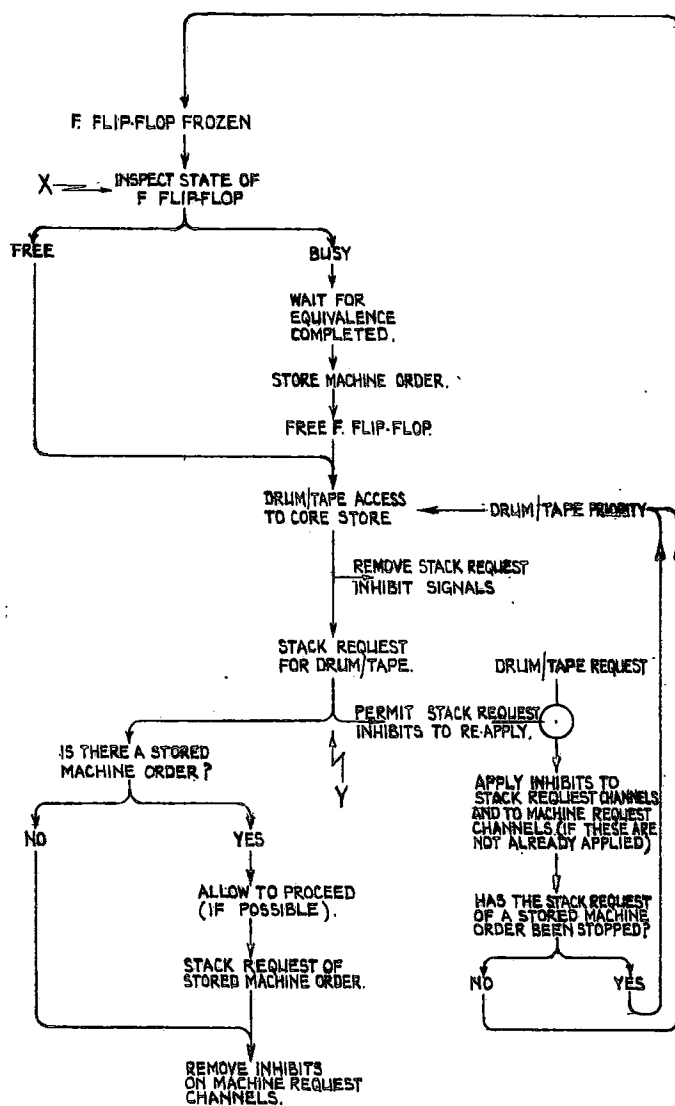 F. FLIP-FLOP FROZEN
X
INSPECT STATE OF
F FLIP-FLOP
FREE
BUSY
WAIT FOR
EQUIVALENCE
COMPLETED.
STORE MACHINE ORDER.
FREE F. FLIP-FLOP.
DRUM/TAPE ACCESS
TO CORE STORE
DRUM/TAPE PRIORITY
REMOVE STACK REQUEST
INHIBIT SIGNALS
STACK REQUEST
FOR DRUM/TAPE.
DRUM/TAPE REQUEST
PERMIT STACK REQUEST
INHIBITS TO RE-APPLY.
IS THERE A STORED
MACHINE ORDER?
Y
NO
YES
ALLOW TO PROCEED
(IF POSSIBLE).
STACK REQUEST OF
STORED MACHINE ORDER.
REMOVE INHIBITS
ON MACHINE REQUEST
CHANNELS.
APPLY INHIBITS TO
STACK REQUEST CHANNELS
AND TO MACHINE REQUEST
CHANNELS. (IF THESE ARE
NOT ALREADY APPLIED)
HAS THE STACK REQUEST
OF A STORED MACHINE
ORDER BEEN STOPPED?
NO
YES